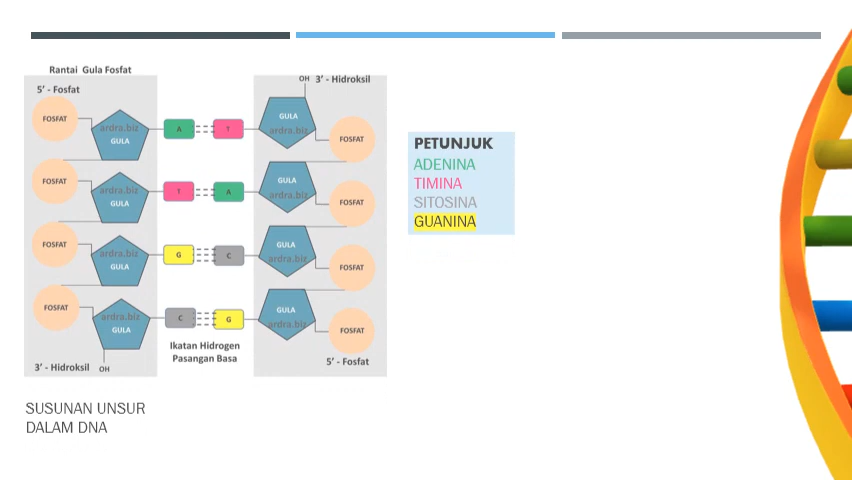 Rantai Gula Fosfat
5' - Fosfat
OH 3' - Hidroksil
FOSFAT
ardra.biz
GULA
A
T
GULA
ardra.biz
FOSFAT
FOSFAT
ardra.biz
GULA
T
A
GULA
ardra.biz
FOSFAT
FOSFAT
ardra.biz
GULA
G
C
GULA
ardra.biz
FOSFAT
FOSFAT
ardra.biz
GULA
C
G
GULA
ardra.biz
FOSFAT
Ikatan Hidrogen
Pasangan Basa
3' - Hidroksil OH
5' - Fosfat
PETUNJUK
ADENINA
TIMINA
SITOSINA
GUANINA
SUSUNAN UNSUR
DALAM DNA